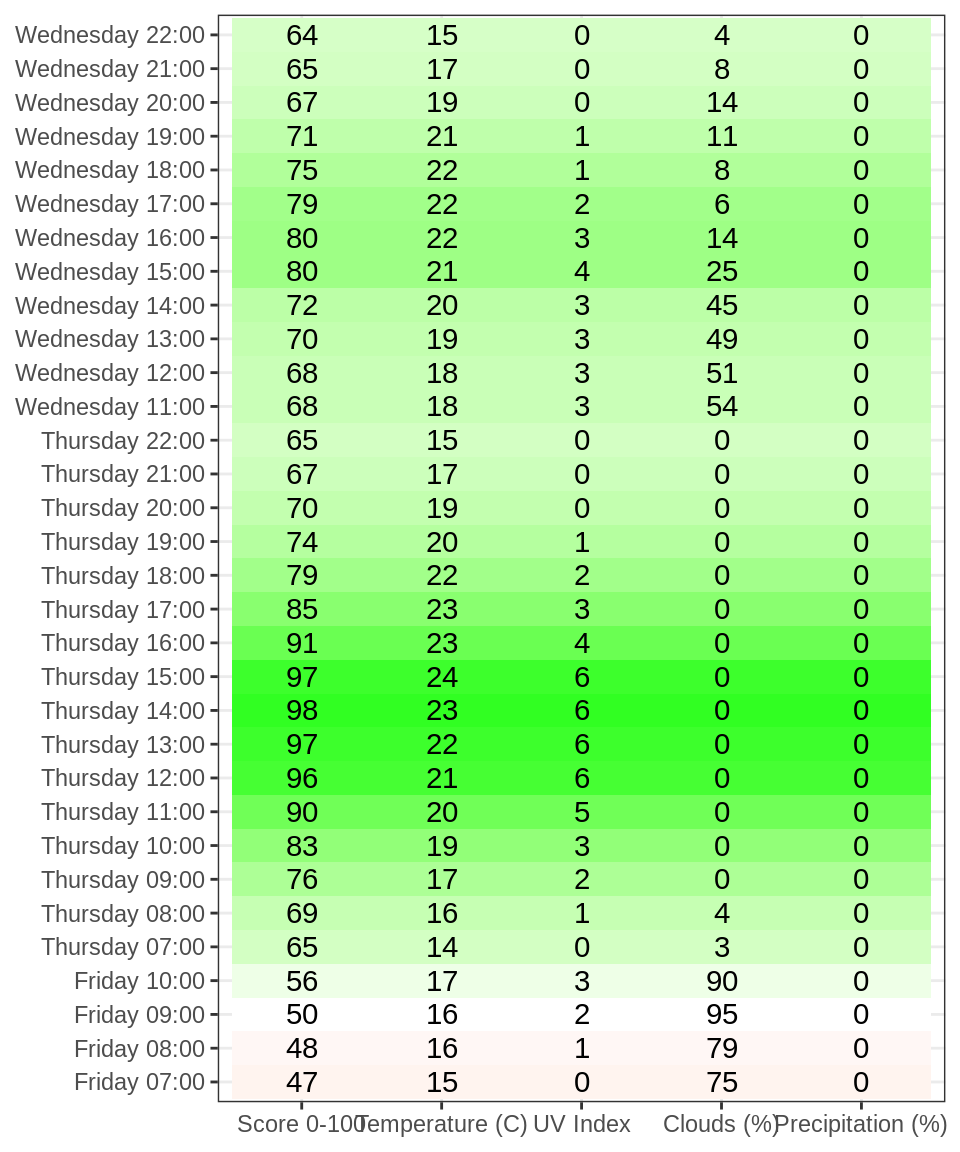 Wednesday 22:00 64 15 0 4 0
Wednesday 21:00 65 17 0 8 0
Wednesday 20:00 67 19 0 14 0
Wednesday 19:00 71 21 1 11 0
Wednesday 18:00 75 22 1 8 0
Wednesday 17:00 79 22 2 6 0
Wednesday 16:00 80 22 3 14 0
Wednesday 15:00 80 21 4 25 0
Wednesday 14:00 72 20 3 45 0
Wednesday 13:00 70 19 3 49 0
Wednesday 12:00 68 18 3 51 0
Wednesday 11:00 68 18 3 54 0
Thursday 22:00 65 15 0 0 0
Thursday 21:00 67 17 0 0 0
Thursday 20:00 70 19 0 0 0
Thursday 19:00 74 20 1 0 0
Thursday 18:00 79 22 2 0 0
Thursday 17:00 85 23 3 0 0
Thursday 16:00 91 23 4 0 0
Thursday 15:00 97 24 6 0 0
Thursday 14:00 98 23 6 0 0
Thursday 13:00 97 22 6 0 0
Thursday 12:00 96 21 6 0 0
Thursday 11:00 90 20 5 0 0
Thursday 10:00 83 19 3 0 0
Thursday 09:00 76 17 2 0 0
Thursday 08:00 69 16 1 4 0
Thursday 07:00 65 14 0 3 0
Friday 10:00 56 17 3 90 0
Friday 09:00 50 16 2 95 0
Friday 08:00 48 16 1 79 0
Friday 07:00 47 15 0 75 0
Score 0-100 Temperature (C) UV Index Clouds (%) Precipitation (%)